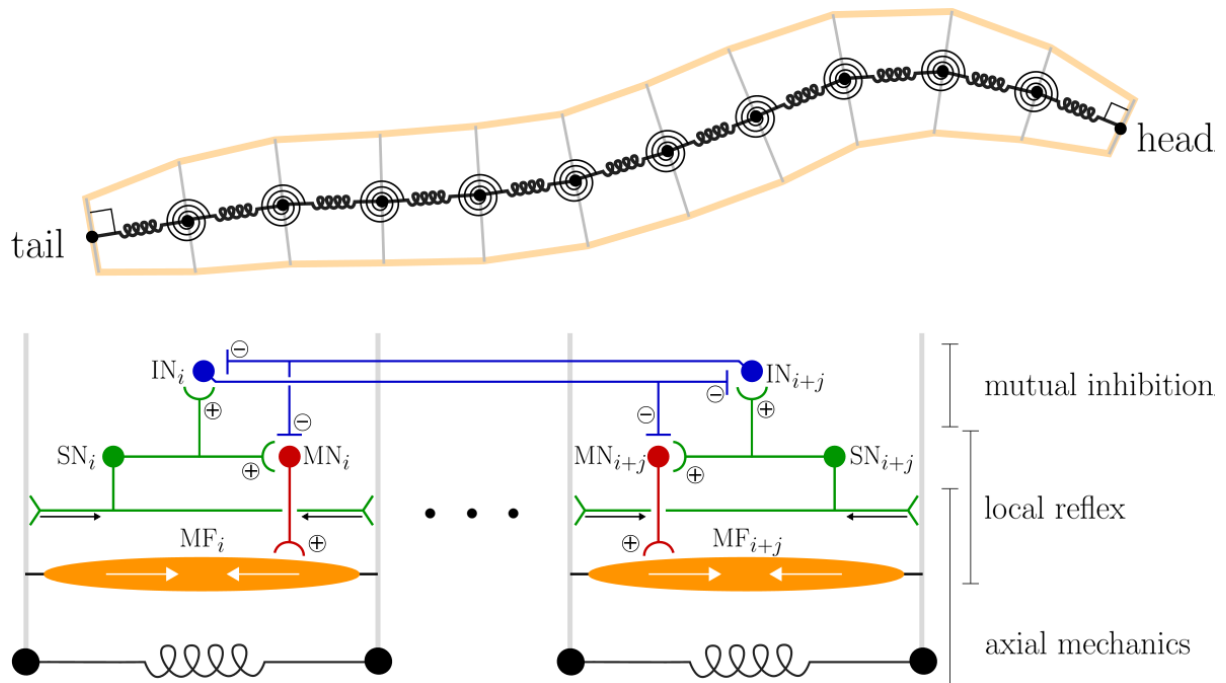 head
tail
IN_i
⊖
IN_{i+j}
⊕
⊖
⊖
⊕
mutual inhibition
SN_i
⊕
MN_i
MN_{i+j}
⊕
SN_{i+j}
local reflex
MF_i
⊕
⊕
MF_{i+j}
axial mechanics